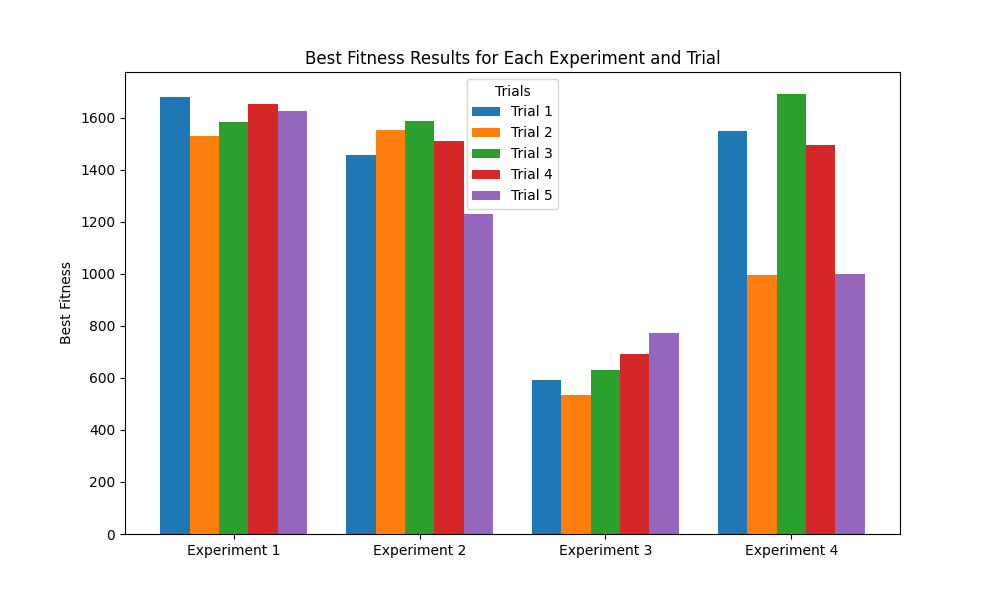 Best Fitness Results for Each Experiment and Trial
Trials
Trial 1
Trial 2
Trial 3
Trial 4
Trial 5
Best Fitness
1600
1400
1200
1000
800
600
400
200
0
Experiment 1
Experiment 2
Experiment 3
Experiment 4